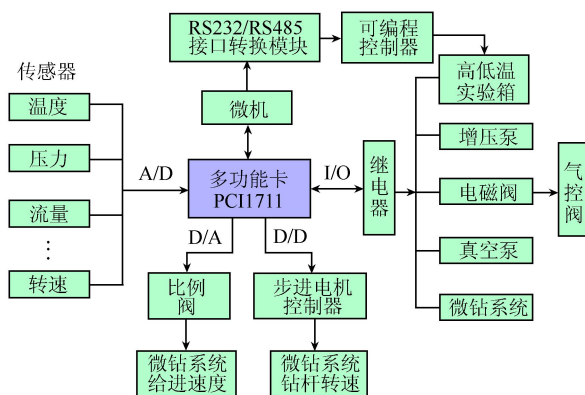 RS232/RS485
接口转换模块
可编程
控制器
高低温
实验箱
传感器
温度
微机
增压泵
压力
A/D
多功能卡
PCI1711
I/O
继电器
电磁阀
气控阀
流量
⋮
D/A
D/D
真空泵
转速
比例
阀
步进电机
控制器
微钻系统
微钻系统
给进速度
微钻系统
钻杆转速